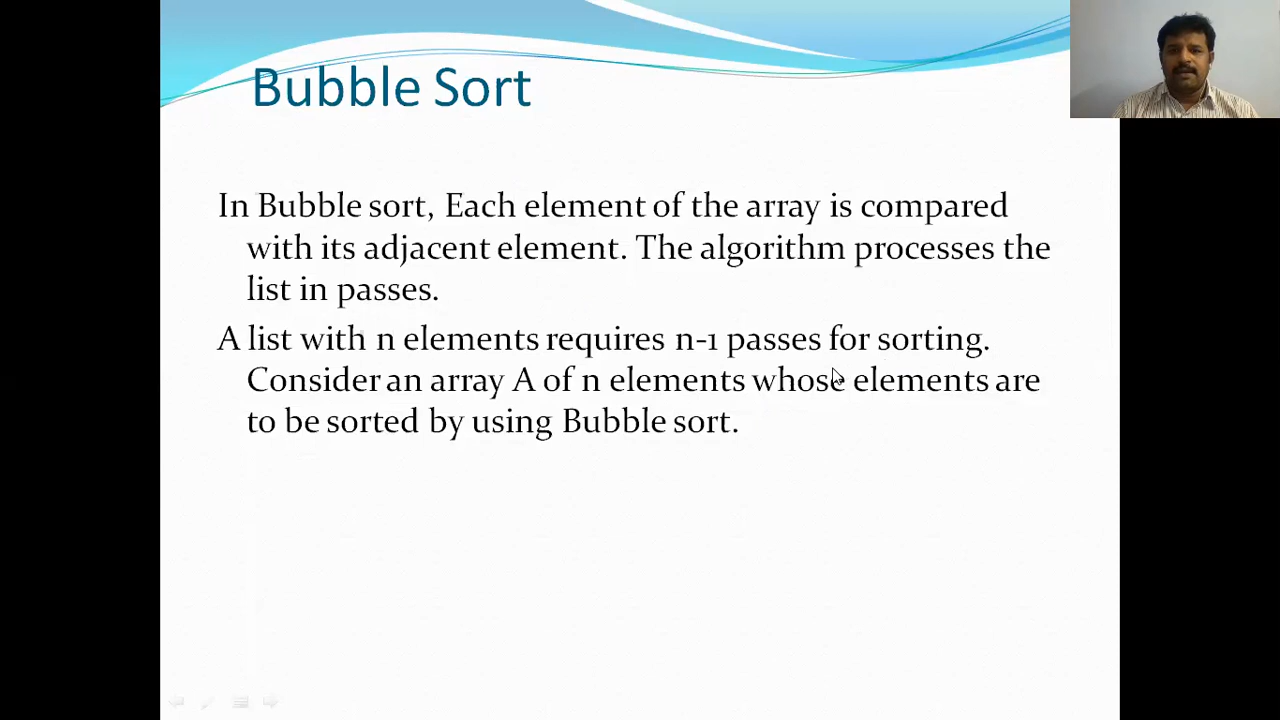 Bubble Sort
In Bubble sort, Each element of the array is compared
with its adjacent element. The algorithm processes the
list in passes.
A list with n elements requires n-1 passes for sorting.
Consider an array A of n elements whose elements are
to be sorted by using Bubble sort.